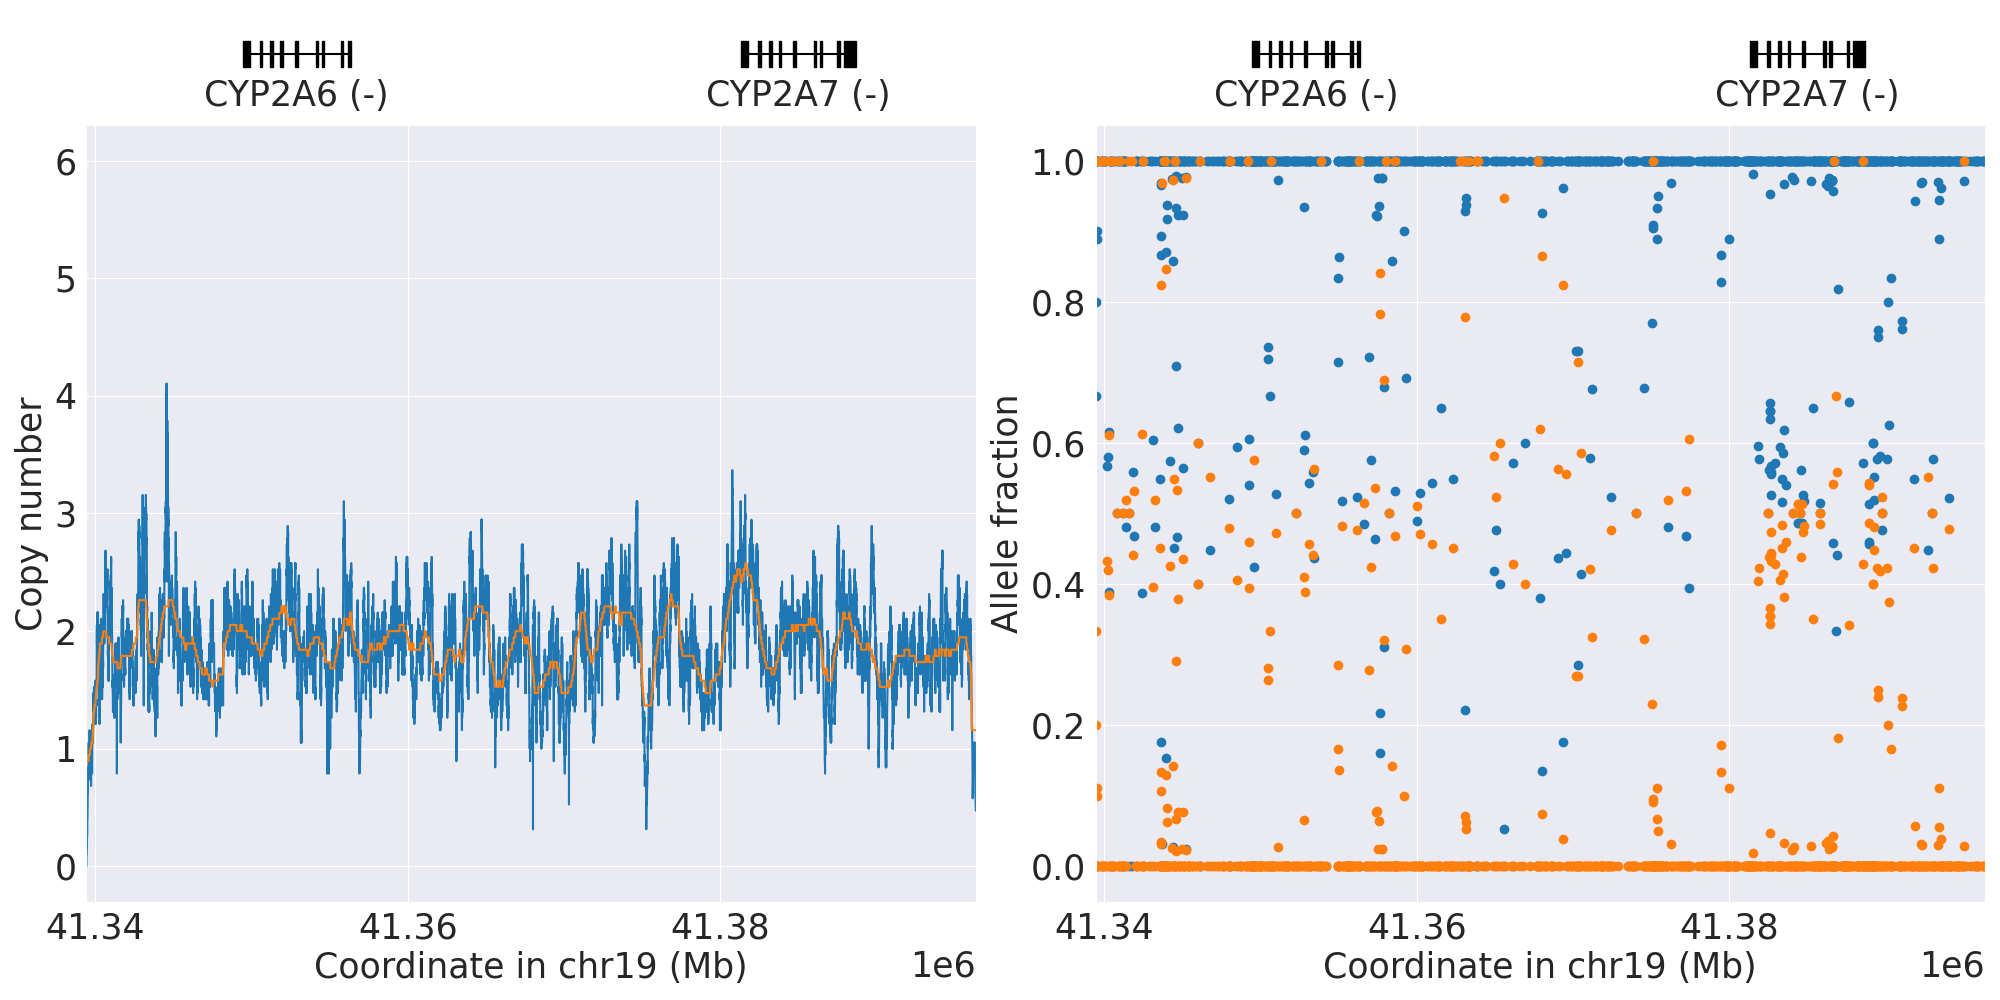 CYP2A6 (-) CYP2A7 (-)
6
5
4
3
2
1
0
Copy number
41.34 41.36 41.38
Coordinate in chr19 (Mb) 1e6
CYP2A6 (-) CYP2A7 (-)
1.0
0.8
0.6
0.4
0.2
0.0
Allele fraction
41.34 41.36 41.38
Coordinate in chr19 (Mb) 1e6